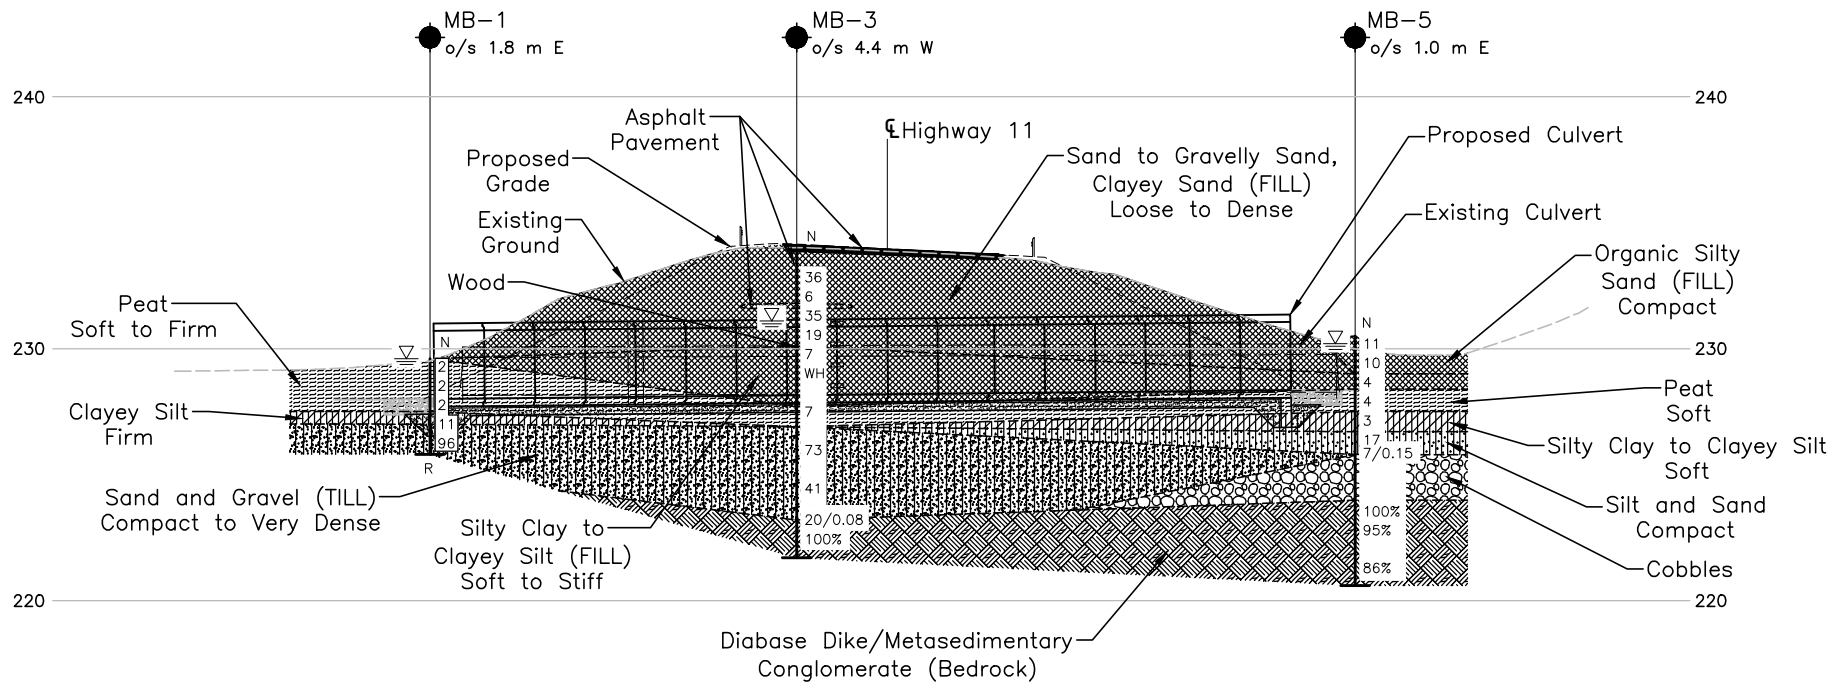 MB-1
o/s 1.8 m E
MB-3
o/s 4.4 m W
MB-5
o/s 1.0 m E
240
240
Asphalt
Pavement
℄ Highway 11
Proposed Culvert
Proposed
Grade
Sand to Gravelly Sand,
Clayey Sand (FILL)
Loose to Dense
Existing
Ground
Existing Culvert
Organic Silty
Sand (FILL)
Compact
Wood
Peat
Soft to Firm
N
36
6
35
19
7
WH
7
73
41
20/0.08
100%
N
2
2
2
11
96
R
N
11
10
4
4
3
17
7/0.15
100%
95%
86%
230
230
Clayey Silt
Firm
Peat
Soft
Silty Clay to Clayey Silt
Soft
Sand and Gravel (TILL)
Compact to Very Dense
Silty Clay to
Clayey Silt (FILL)
Soft to Stiff
Silt and Sand
Compact
Cobbles
220
220
Diabase Dike/Metasedimentary
Conglomerate (Bedrock)